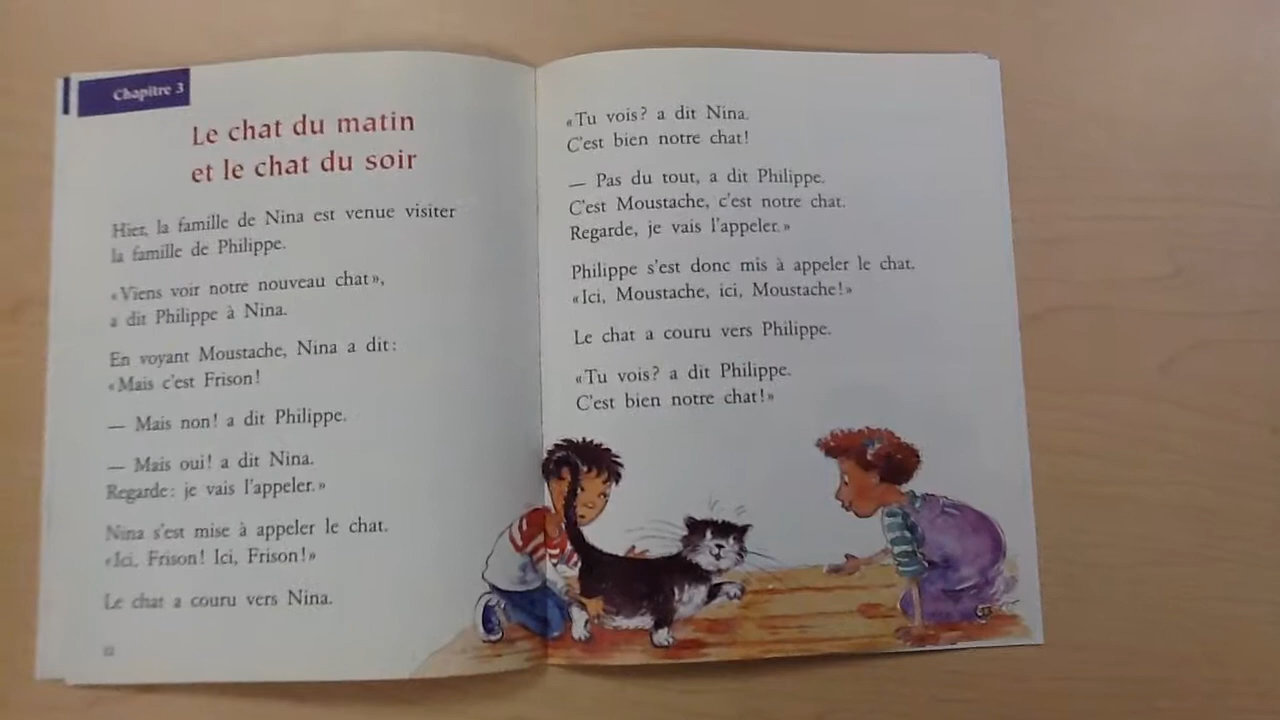 Chapitre 3
Le chat du matin
et le chat du soir
Hier, la famille de Nina est venue visiter
la famille de Philippe.
«Viens voir notre nouveau chat»,
a dit Philippe à Nina.
En voyant Moustache, Nina a dit:
«Mais c'est Frison!
— Mais non! a dit Philippe.
— Mais oui! a dit Nina.
Regarde: je vais l'appeler.»
Nina s'est mise à appeler le chat.
«Ici, Frison! Ici, Frison!»
Le chat a couru vers Nina.
«Tu vois? a dit Nina.
C'est bien notre chat!
— Pas du tout, a dit Philippe.
C'est Moustache, c'est notre chat.
Regarde, je vais l'appeler.»
Philippe s'est donc mis à appeler le chat.
«Ici, Moustache, ici, Moustache!»
Le chat a couru vers Philippe.
«Tu vois? a dit Philippe.
C'est bien notre chat!»